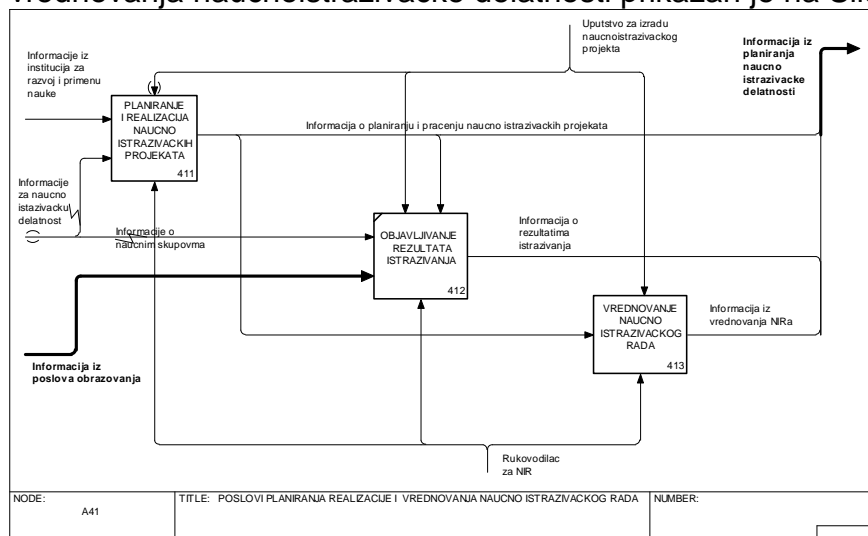 vrednovanja naučnoistraživačke delatnosti prikazan je na
Uputstvo za izradu
naucnoistrazivackog
projekta
Informacija iz
planiranja
naucno
istrazivacke
delatnosti
Informacije iz
institucija za
razvoj i primenu
nauke
PLANIRANJE
I REALIZACIJA
NAUCNO
ISTRAZIVACKIH
PROJEKATA
411
Informacija o planiranju i pracenju naucno istrazivackih projekata
Informacije
za naucno
istazivacku
delatnost
Informacije o
naucnim skupovma
OBJAVLJIVANJE
REZULTATA
ISTRAZIVANJA
412
Informacija o
rezultatima
istrazivanja
VREDNOVANJE
NAUCNO
ISTRAZIVACKOG
RADA
413
Informacija iz
vrednovanja NIRa
Informacija iz
poslova obrazovanja
Rukovodilac
za NIR
NODE:
A41
TITLE: POSLOVI PLANIRANJA REALIZACIJE I VREDNOVANJA NAUCNO ISTRAZIVACKOG RADA
NUMBER: